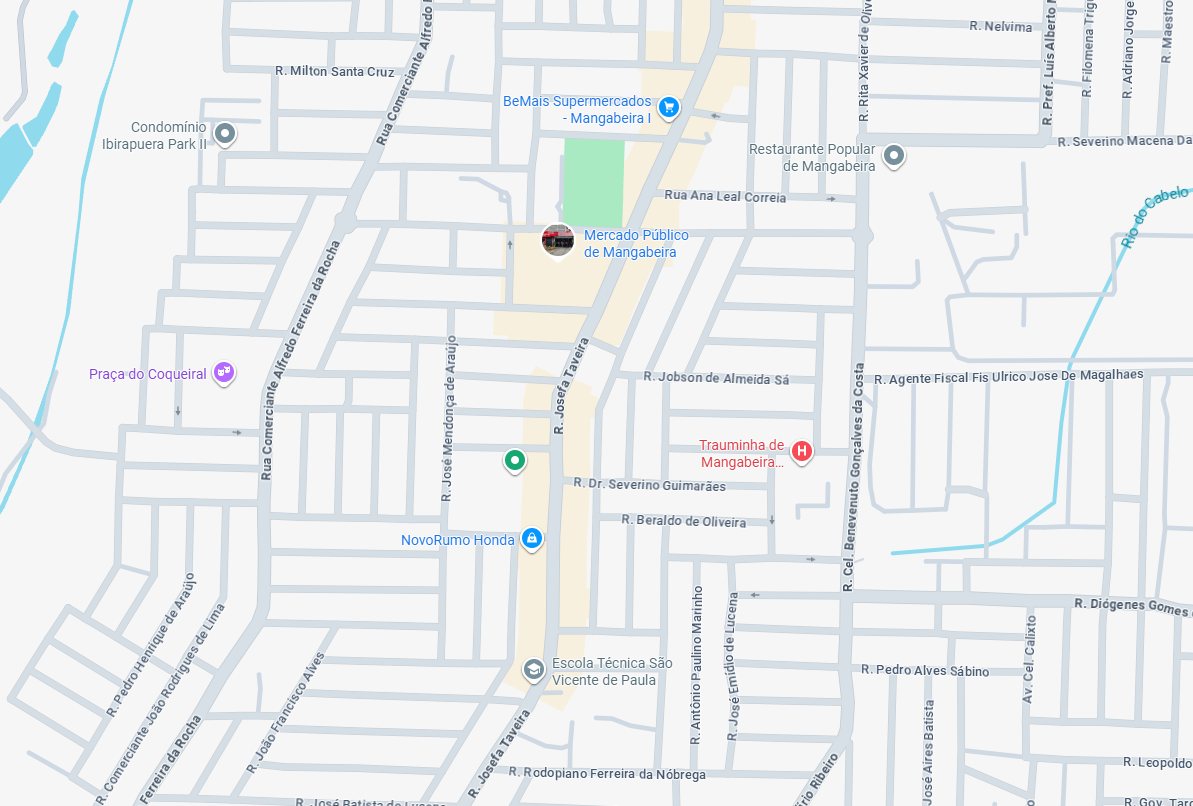 R. Nelvima
R. Milton Santa Cruz
Rua Comerciante Alfredo
R. Rita Xavier de
R. Pref. Luís Alberto
R. Filomena
R. Adriano Jorge
R. Maestro
BeMais Supermercados
- Mangabeira I
Condomínio
Ibirapuera Park II
Restaurante Popular
de Mangabeira
R. Severino Macena
Rua Ana Leal Correia
Rio do Cabelo
Mercado Público
de Mangabeira
Rua Comerciante Alfredo Ferreira da Rocha
R. José Mendonça de Araújo
R. Josefa Taveira
Praça do Coqueiral
R. Jobson de Almeida Sá
R. Agente Fiscal Fis Ulrico Jose De Magalhaes
R. Cel. Benevenuto Gonçalves da Costa
Trauminha de
Mangabeira...
R. Dr. Severino Guimarães
R. Beraldo de Oliveira
NovoRumo Honda
R. Pedro Henrique de Araújo
R. Comerciante João Rodrigues de Lima
R. Antônio Paulino Marinho
R. José Emídio de Lucena
R. Diógenes Gomes
Av. Cel. Calixto
Escola Técnica São
Vicente de Paula
R. Pedro Alves Sábino
R. João Francisco Alves
Ferreira da Rocha
R. Josefa Taveira
José Aires Batista
R. Rodopiano Ferreira da Nóbrega
Ribeiro
R. Leopoldo
R. José Batista de Lucena
R. Gov.